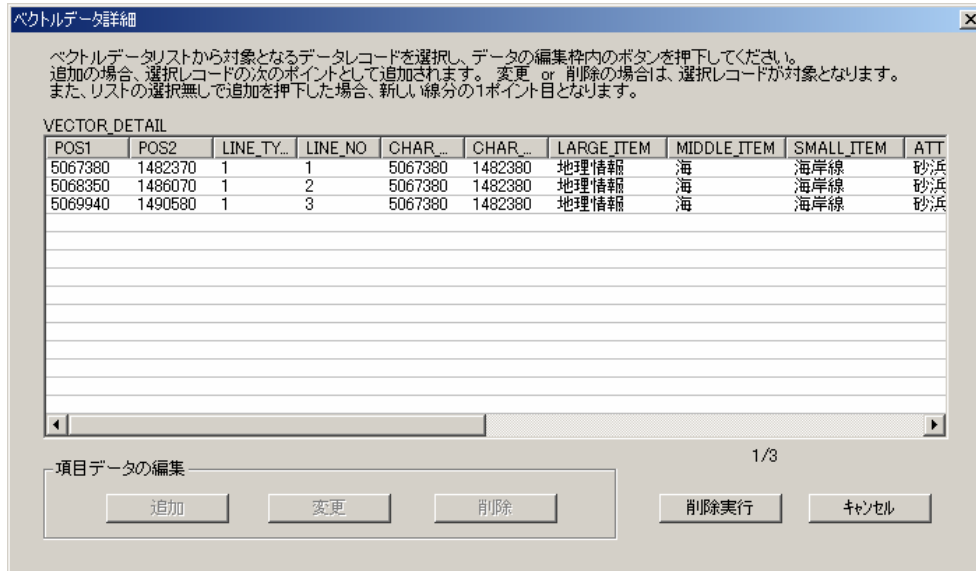 ベクトルデータ詳細
ベクトルデータリストから対象となるデータレコードを選択し、データの編集枠内のボタンを押下してください。
追加の場合、選択レコードの次のポイントとして追加されます。 変更 or 削除の場合は、選択レコードが対象となります。
また、リストの選択無しで追加を押下した場合、新しい線分の1ポイント目となります。
VECTOR_DETAIL
POS1 POS2 LINE_TY... LINE_NO CHAR_... CHAR_... LARGE_ITEM MIDDLE_ITEM SMALL_ITEM ATT
5067380 1482370 1 1 5067380 1482380 地理情報 海 海岸線 砂浜
5068350 1486070 1 2 5067380 1482380 地理情報 海 海岸線 砂浜
5069940 1490580 1 3 5067380 1482380 地理情報 海 海岸線 砂浜
1/3
項目データの編集
追加 変更 削除 削除実行 キャンセル